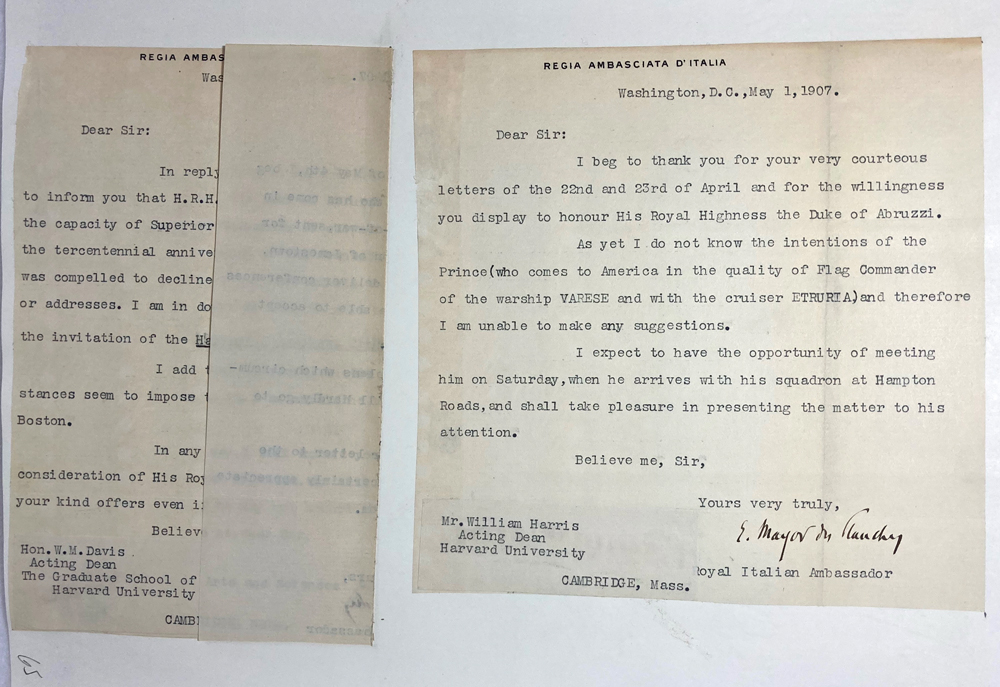 REGIA AMBAS
Was
Dear Sir:
In reply
to inform you that H.R.H.
the capacity of Superior
the tercentennial annive
was compelled to decline
or addresses. I am in do
the invitation of the Ha
I add
stances seem to impose
Boston.
In any
consideration of His Roy
your kind offers even i
Believ
Hon.W.M.Davis
Acting Dean
The Graduate School of
Harvard University
CAMB
REGIA AMBASCIATA D'ITALIA
Washington,D.C.,May 1,1907.
Dear Sir:
I beg to thank you for your very courteous
letters of the 22nd and 23rd of April and for the willingness
you display to honour His Royal Highness the Duke of Abruzzi.
As yet I do not know the intentions of the
Prince(who comes to America in the quality of Flag Commander
of the warship VARESE and with the cruiser ETRURIA)and therefore
I am unable to make any suggestions.
I expect to have the opportunity of meeting
him on Saturday,when he arrives with his squadron at Hampton
Roads,and shall take pleasure in presenting the matter to his
attention.
Believe me, Sir,
Yours very truly,
E. Mayor des Planches
Royal Italian Ambassador
Mr.William Harris
Acting Dean
Harvard University
CAMBRIDGE, Mass.
65